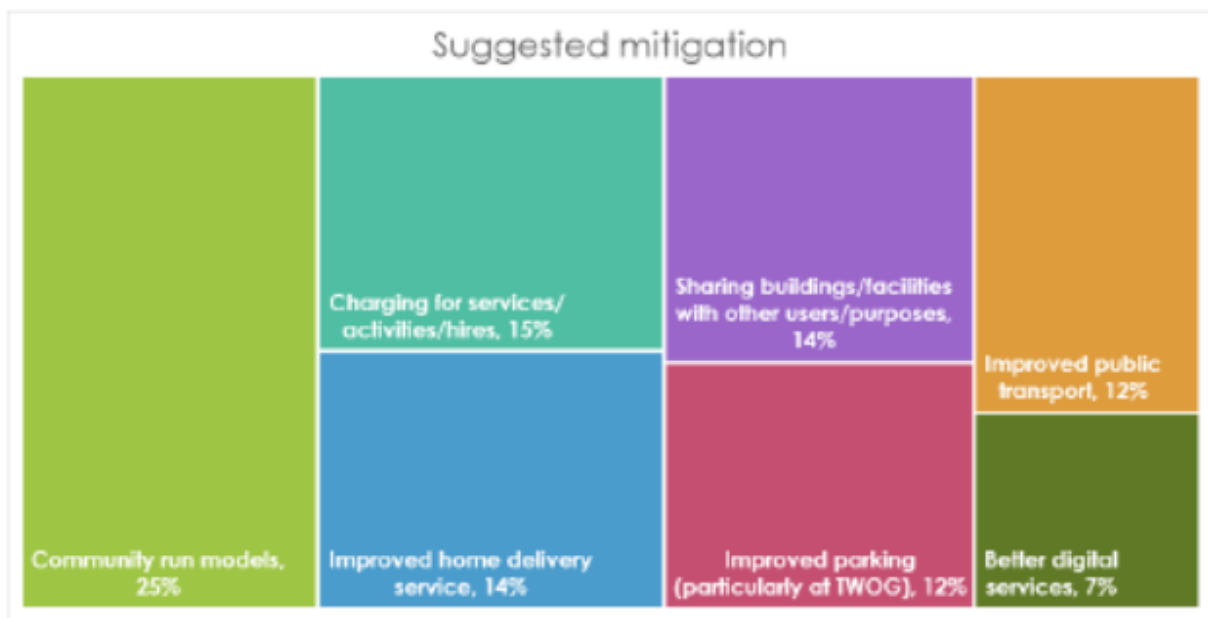 Suggested mitigation
Community run models,
25%
Charging for services/
activities/hires, 15%
Improved home delivery
service, 14%
Sharing buildings/facilities
with other users/purposes,
14%
Improved parking
(particularly at TWOG), 12%
Improved public
transport, 12%
Better digital
services, 7%